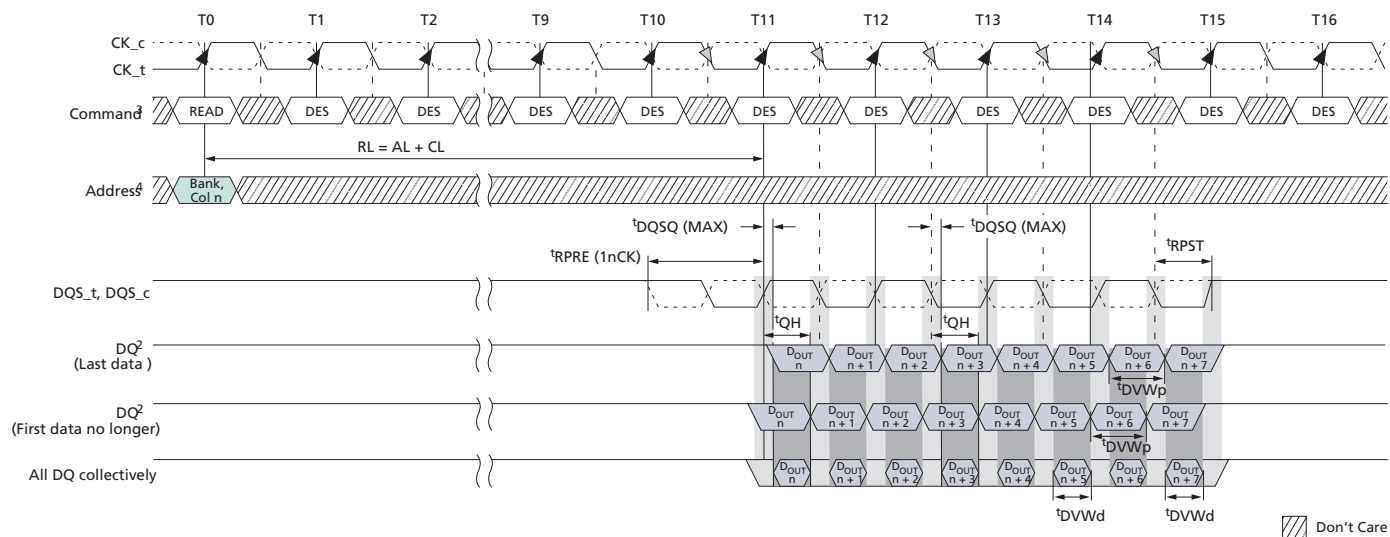 T0 T1 T2 T9 T10 T11 T12 T13 T14 T15 T16
CK_c
CK_t
Command3 READ DES DES DES DES DES DES DES DES DES DES
RL = AL + CL
Address4 Bank,
Col n
tDQSQ (MAX) tDQSQ (MAX)
tRPRE (1nCK) tRPST
DQS_t, DQS_c
tQH tQH
DQ2 DOUT DOUT DOUT DOUT DOUT DOUT DOUT DOUT
(Last data ) n n + 1 n + 2 n + 3 n + 4 n + 5 n + 6 n + 7
tDVWp
DQ2 DOUT DOUT DOUT DOUT DOUT DOUT DOUT DOUT
(First data no longer) n n + 1 n + 2 n + 3 n + 4 n + 5 n + 6 n + 7
tDVWp
All DQ collectively DOUT DOUT DOUT DOUT DOUT DOUT DOUT DOUT
n n + 1 n + 2 n + 3 n + 4 n + 5 n + 6 n + 7
tDVWd tDVWd
Don't Care